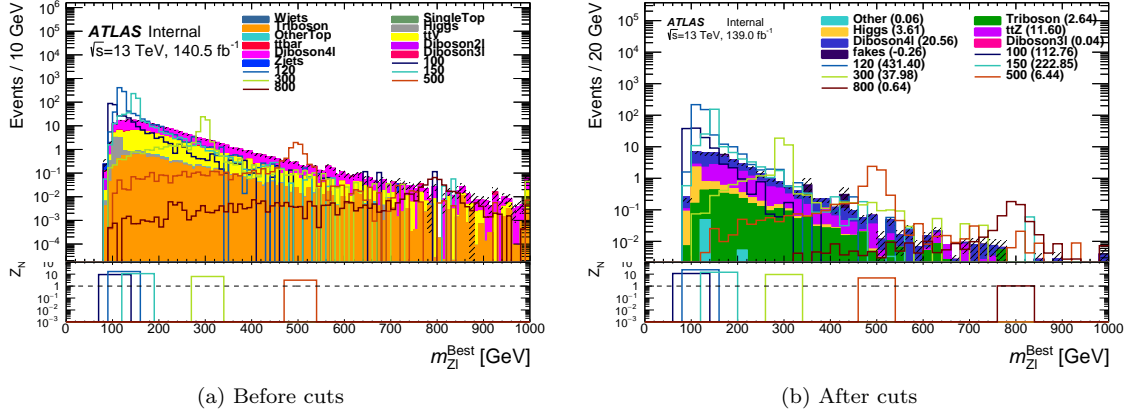 ATLAS Internal
√s=13 TeV, 140.5 fb⁻¹
Wjets
Triboson
OtherTop
ttbar
Diboson4l
Zjets
120
300
800
SingleTop
Higgs
ttV
Diboson2l
Diboson3l
100
150
500
Events / 10 GeV
10⁶
10⁵
10⁴
10³
10²
10
1
10⁻¹
10⁻²
10⁻³
10⁻⁴
Z_N
10
1
10⁻¹
10⁻²
10⁻³
0 100 200 300 400 500 600 700 800 900 1000
m_Zl^Best [GeV]
(a) Before cuts
ATLAS Internal
√s=13 TeV, 139.0 fb⁻¹
Other (0.06)
Higgs (3.61)
Diboson4l (20.56)
fakes (-0.26)
120 (431.40)
300 (37.98)
800 (0.64)
Triboson (2.64)
ttZ (11.60)
Diboson3l (0.04)
100 (112.76)
150 (222.85)
500 (6.44)
Events / 20 GeV
10⁵
10⁴
10³
10²
10
1
10⁻¹
10⁻²
Z_N
10²
10
1
10⁻¹
10⁻²
10⁻³
0 100 200 300 400 500 600 700 800 900 1000
m_Zl^Best [GeV]
(b) After cuts